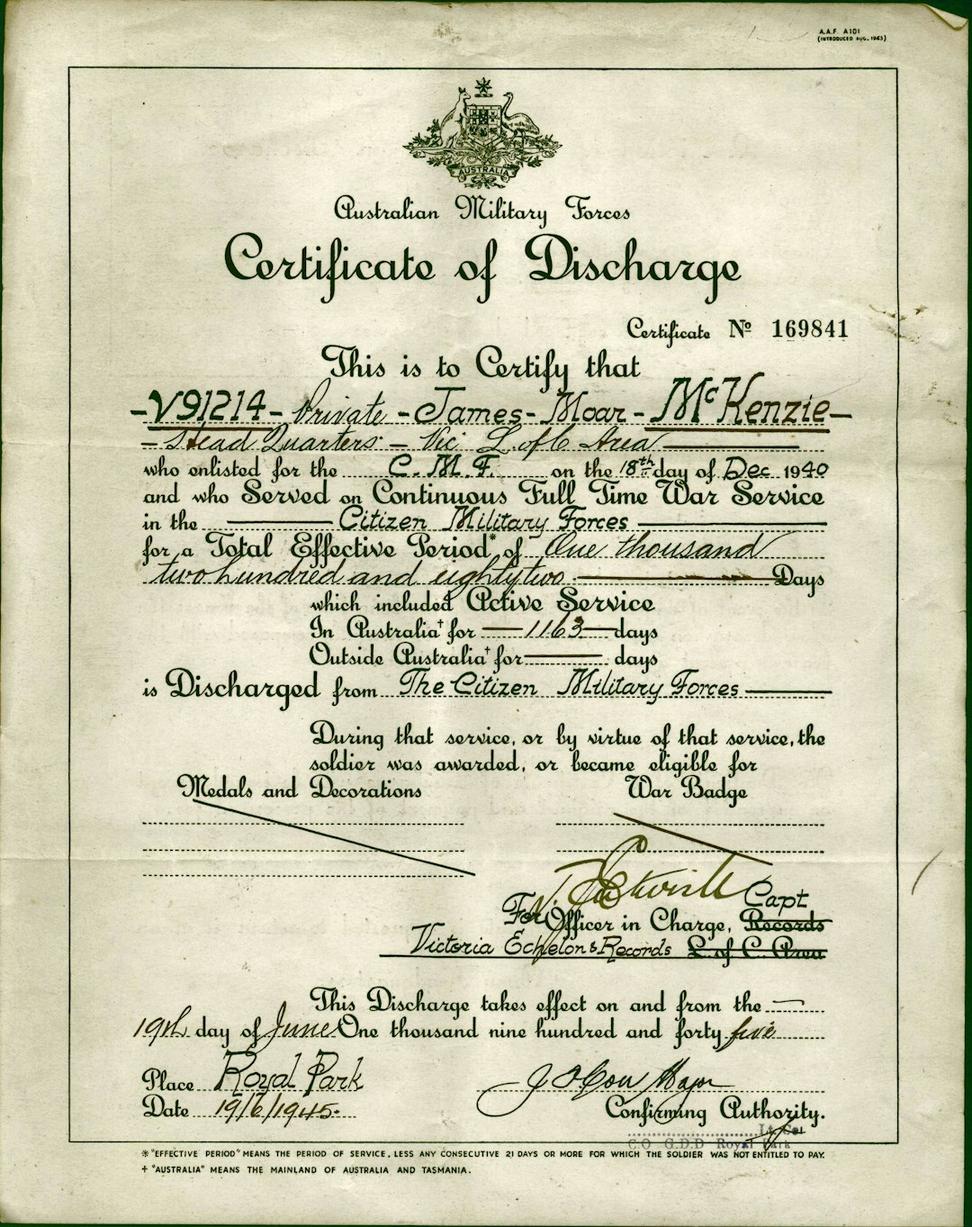 A.A.F. A101
(INTRODUCED AUG., 1943)
AUSTRALIA
Australian Military Forces
Certificate of Discharge
Certificate No 169841
This is to Certify that
-V91214- Private - James - Moar - McKenzie -
- Head Quarters - Vic L. of C Area
who enlisted for the C. M. F. on the 18th day of Dec 1940
and who Served on Continuous Full Time War Service
in the Citizen Military Forces
for a Total Effective Period* of One thousand
two hundred and eighty two Days
which included Active Service
In Australia† for 1163 days
Outside Australia† for days
is Discharged from The Citizen Military Forces
During that service, or by virtue of that service, the
soldier was awarded, or became eligible for
Medals and Decorations War Badge
Capt
For Officer in Charge, Records
Victoria Echelon & Records L. of C. Area
This Discharge takes effect on and from the
19th day of June One thousand nine hundred and forty five
Place Royal Park Major
Date 19/6/1945. Confirming Authority.
Lt Col
C.O. G.D.D. Royal Park
* "EFFECTIVE PERIOD" MEANS THE PERIOD OF SERVICE, LESS ANY CONSECUTIVE 21 DAYS OR MORE FOR WHICH THE SOLDIER WAS NOT ENTITLED TO PAY.
† "AUSTRALIA" MEANS THE MAINLAND OF AUSTRALIA AND TASMANIA.